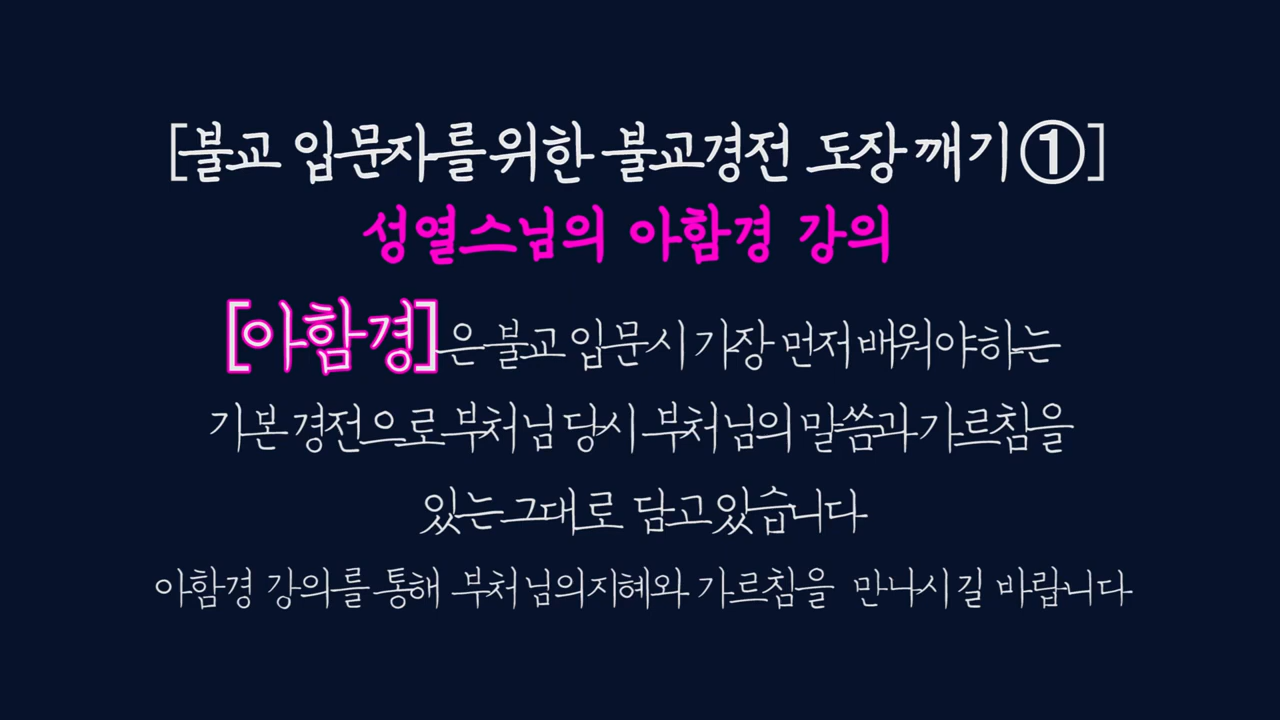 [불교 입문자를 위한 불교경전 도장 깨기 ①]
성열스님의 아함경 강의
[아함경]은 불교 입문시 가장 먼저 배워야하는
기본 경전으로 부처님 당시 부처님의 말씀과 가르침을
있는 그대로 담고 있습니다
아함경 강의를 통해 부처님의 지혜와 가르침을 만나시길 바랍니다